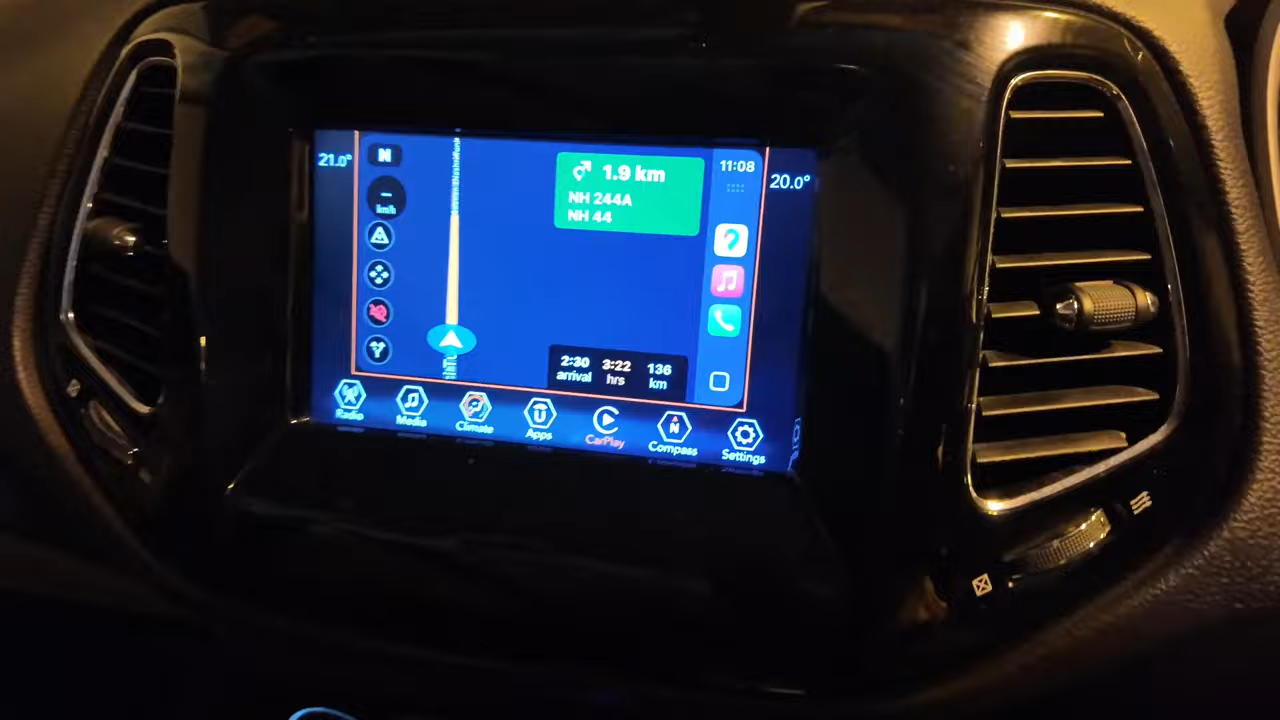 21.0°
N
–
km/h
1.9 km
NH 244A
NH 44
11:08
20.0°
2:30 3:22 136
arrival hrs km
Radio Media Climate Apps CarPlay Compass Settings
U
N